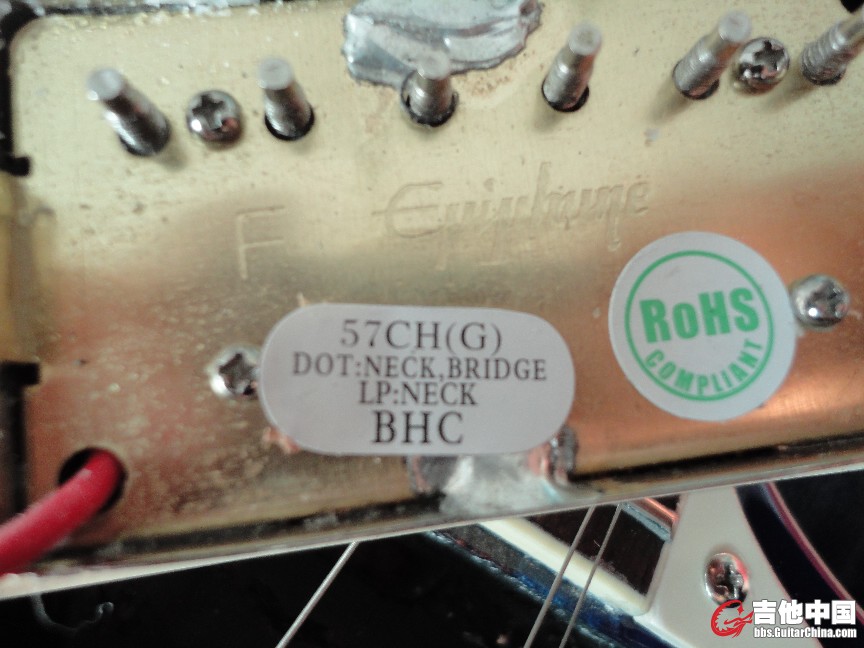 F
Epiphone
57CH(G)
DOT:NECK,BRIDGE
LP:NECK
BHC
RoHS
COMPLIANT
吉他中国
bbs.GuitarChina.com